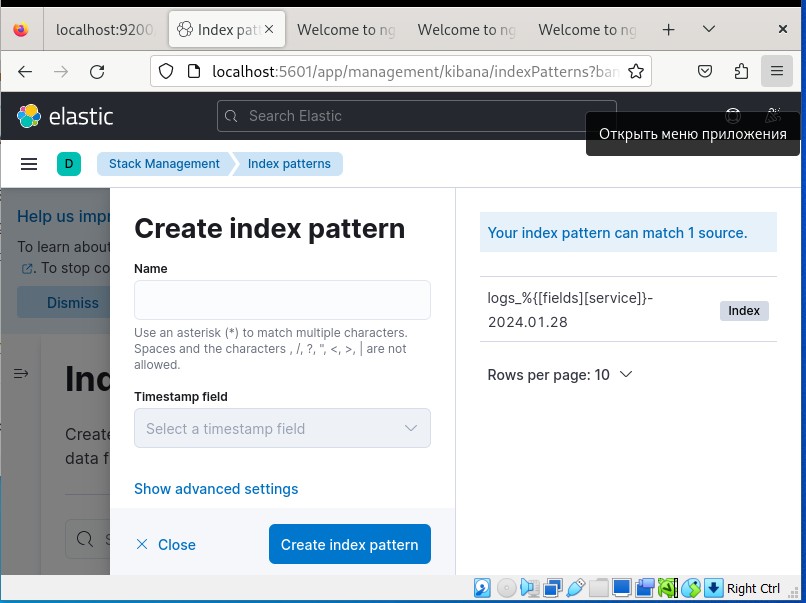 localhost:9200
Index pat
Welcome to ng
Welcome to ng
Welcome to ng
localhost:5601/app/management/kibana/indexPatterns?ban
elastic
Search Elastic
Открыть меню приложения
D
Stack Management
Index patterns
Help us impr
To learn about
. To stop co
Dismiss
Ind
Create
data f
S
Create index pattern
Name
Use an asterisk (*) to match multiple characters.
Spaces and the characters , /, ?, ", <, >, | are not
allowed.
Timestamp field
Select a timestamp field
Show advanced settings
Close
Create index pattern
Your index pattern can match 1 source.
logs_%{[fields][service]}-
2024.01.28
Index
Rows per page: 10
Right Ctrl